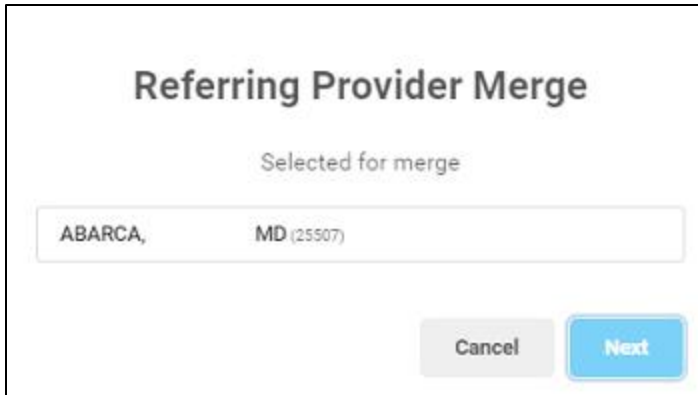 Referring Provider Merge
Selected for merge
ABARCA, MD (25507)
Cancel Next